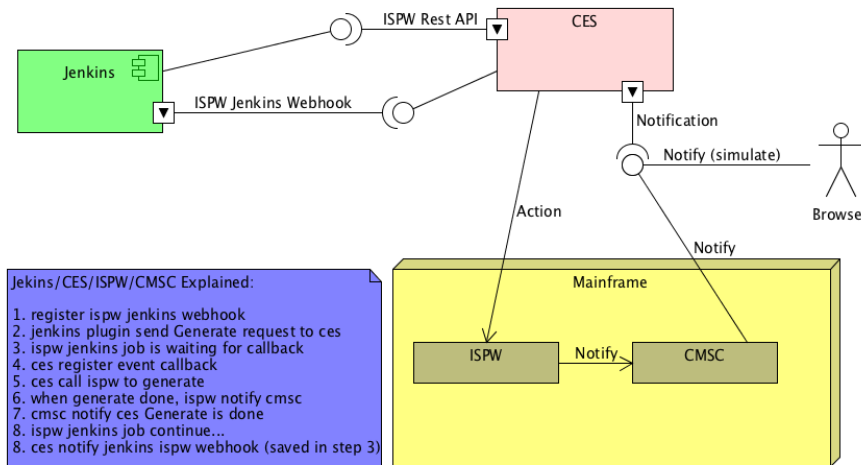 ISPW Rest API
CES
Jenkins
ISPW Jenkins Webhook
Notification
Notify (simulate)
Browse
Action
Notify
Jekins/CES/ISPW/CMSC Explained:
1. register ispw jenkins webhook
2. jenkins plugin send Generate request to ces
3. ispw jenkins job is waiting for callback
4. ces register event callback
5. ces call ispw to generate
6. when generate done, ispw notify cmsc
7. cmsc notify ces Generate is done
8. ispw jenkins job continue...
8. ces notify jenkins ispw webhook (saved in step 3)
Mainframe
ISPW
Notify
CMSC